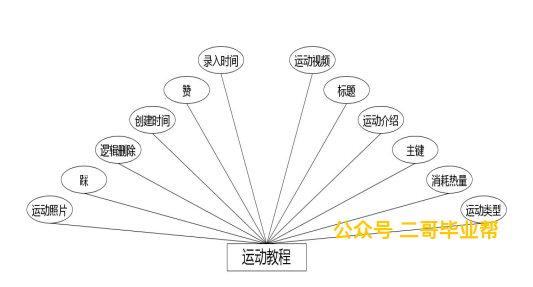 录入时间
运动视频
赞
标题
创建时间
运动介绍
逻辑删除
主键
踩
消耗热量
运动照片
运动类型
公众号 二哥毕业帮
运动教程